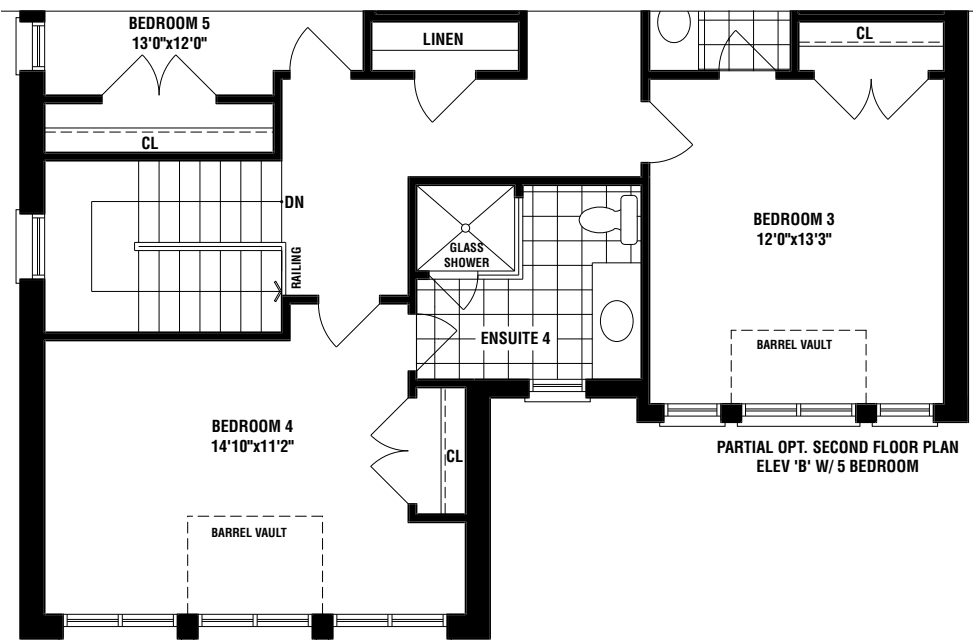 BEDROOM 5
13'0"x12'0"
LINEN
CL
CL
DN
RAILING
GLASS
SHOWER
BEDROOM 3
12'0"x13'3"
ENSUITE 4
BARREL VAULT
BEDROOM 4
14'10"x11'2"
CL
PARTIAL OPT. SECOND FLOOR PLAN
ELEV 'B' W/ 5 BEDROOM
BARREL VAULT